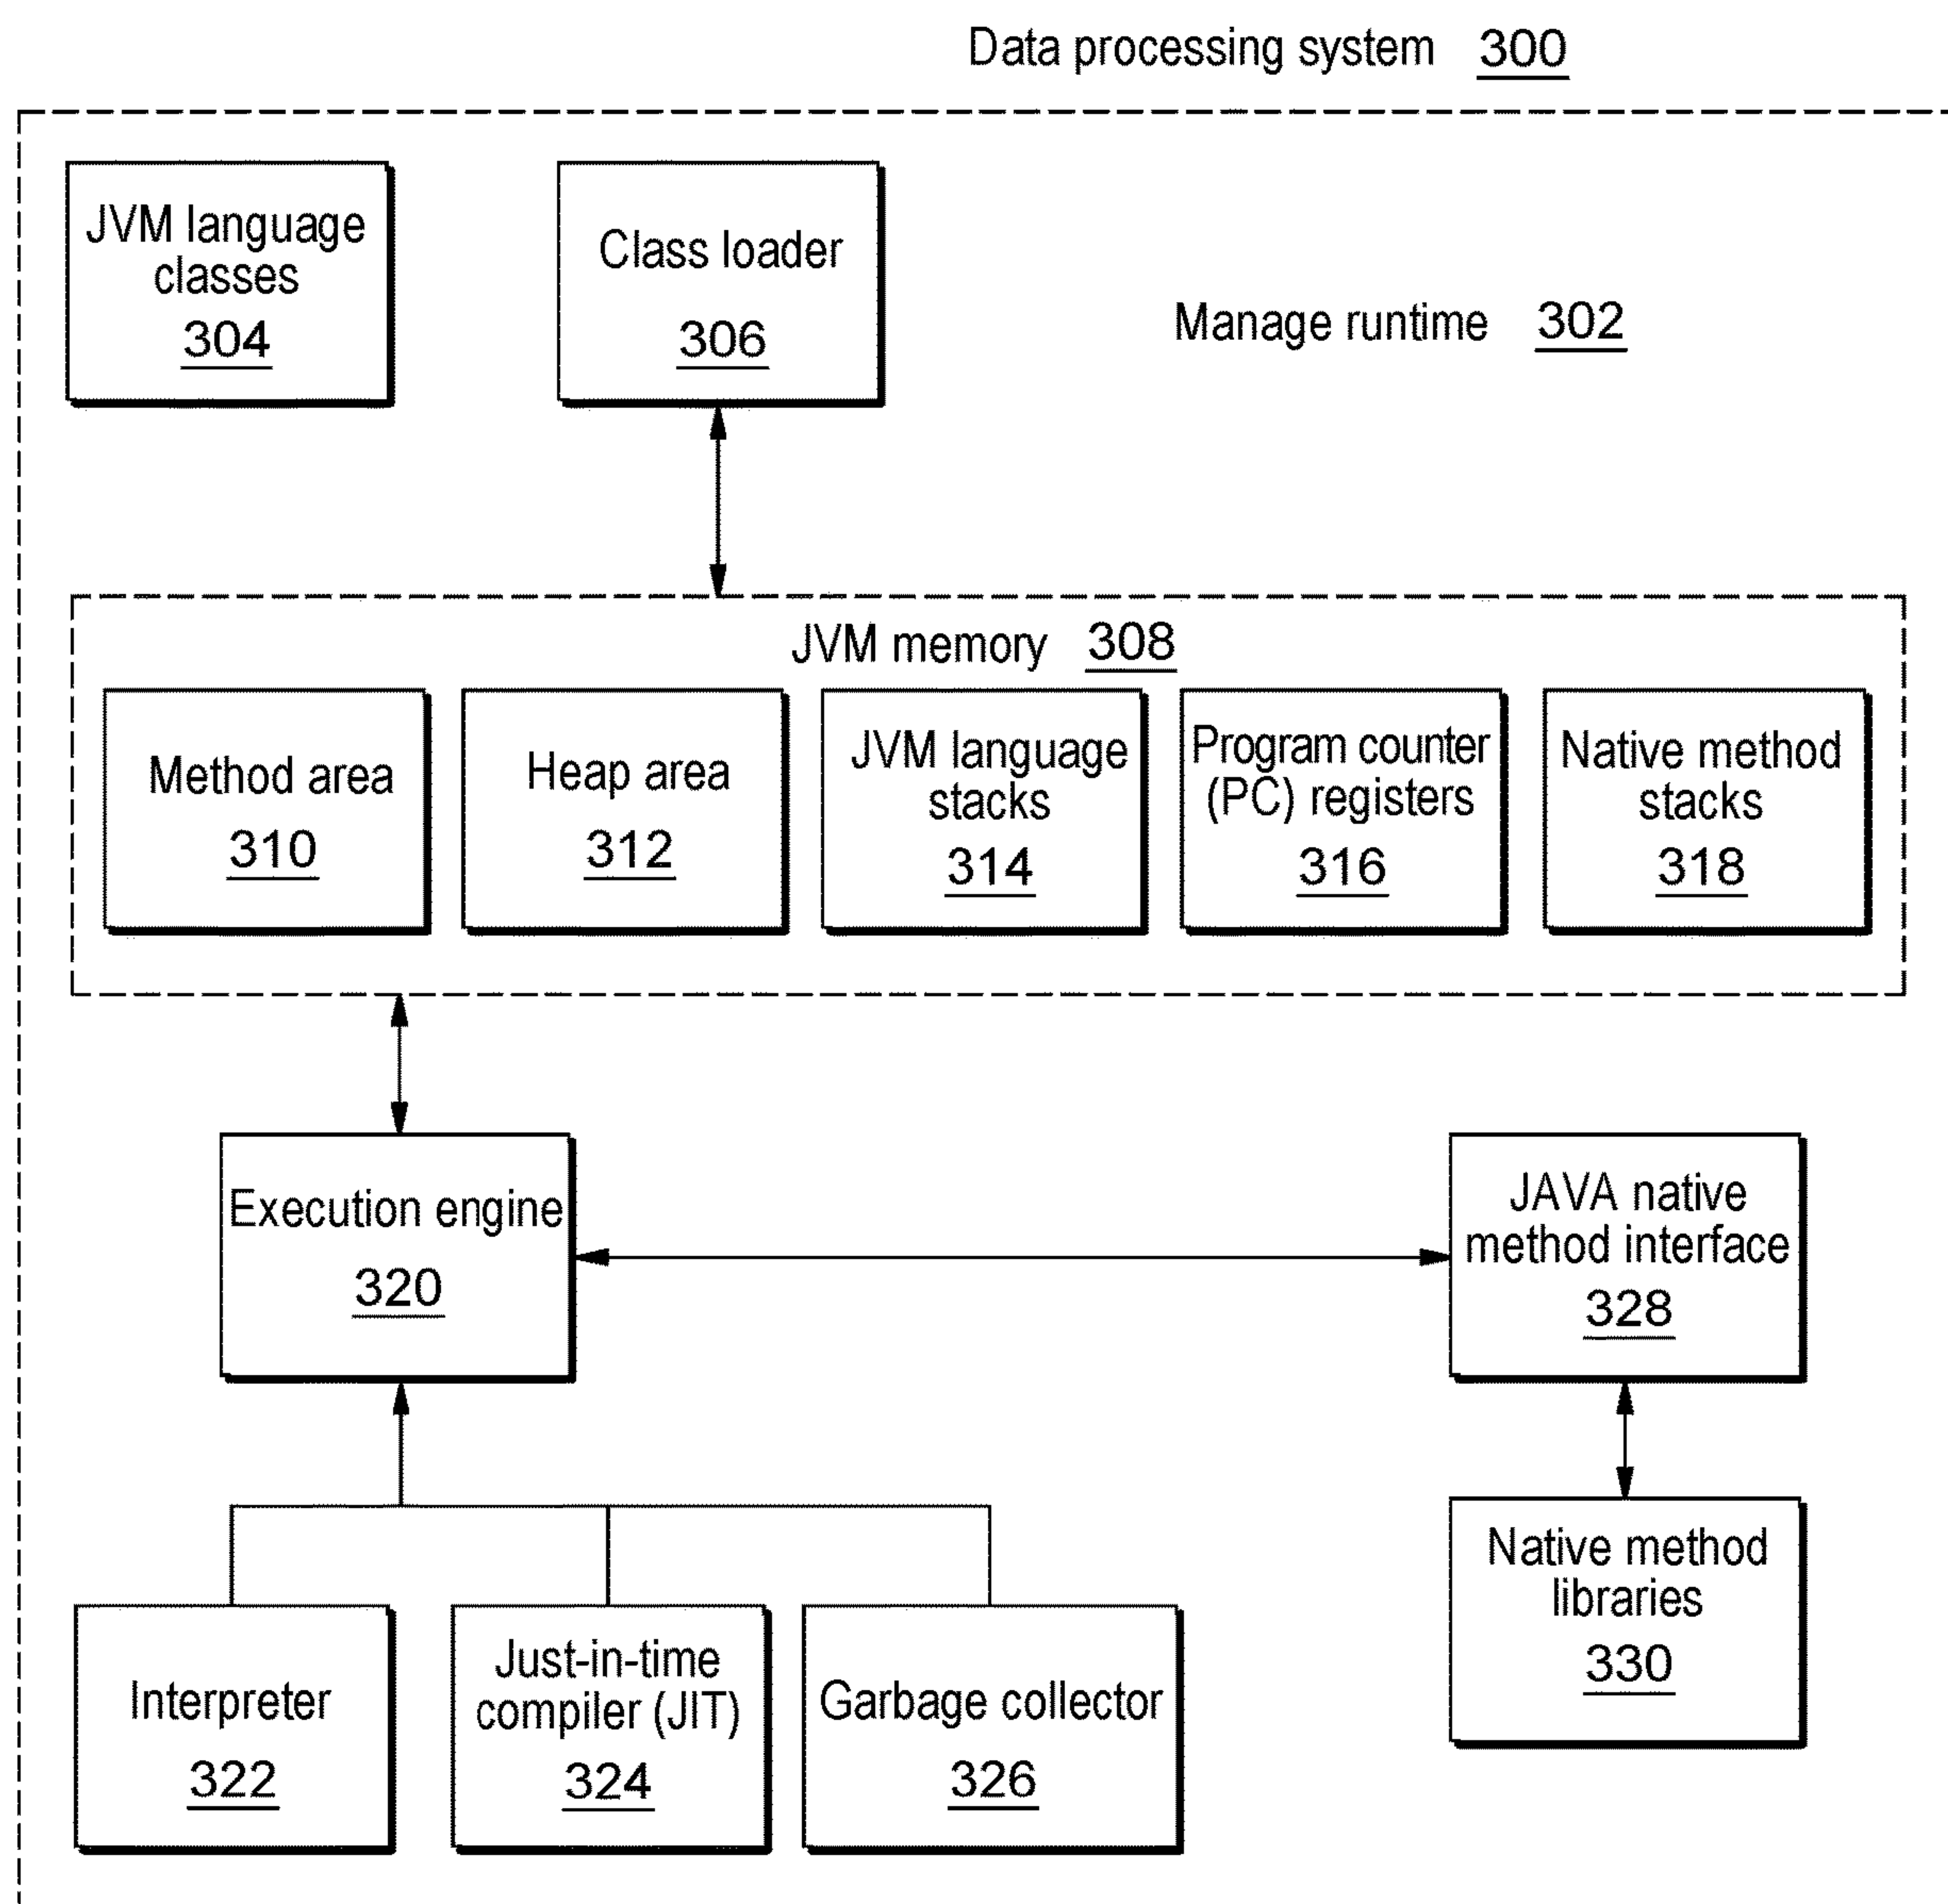 Data processing system 300
JVM language
classes
304
Class loader
306
Manage runtime 302
JVM memory 308
Method area
310
Heap area
312
JVM language
stacks
314
Program counter
(PC) registers
316
Native method
stacks
318
Execution engine
320
JAVA native
method interface
328
Interpreter
322
Just-in-time
compiler (JIT)
324
Garbage collector
326
Native method
libraries
330